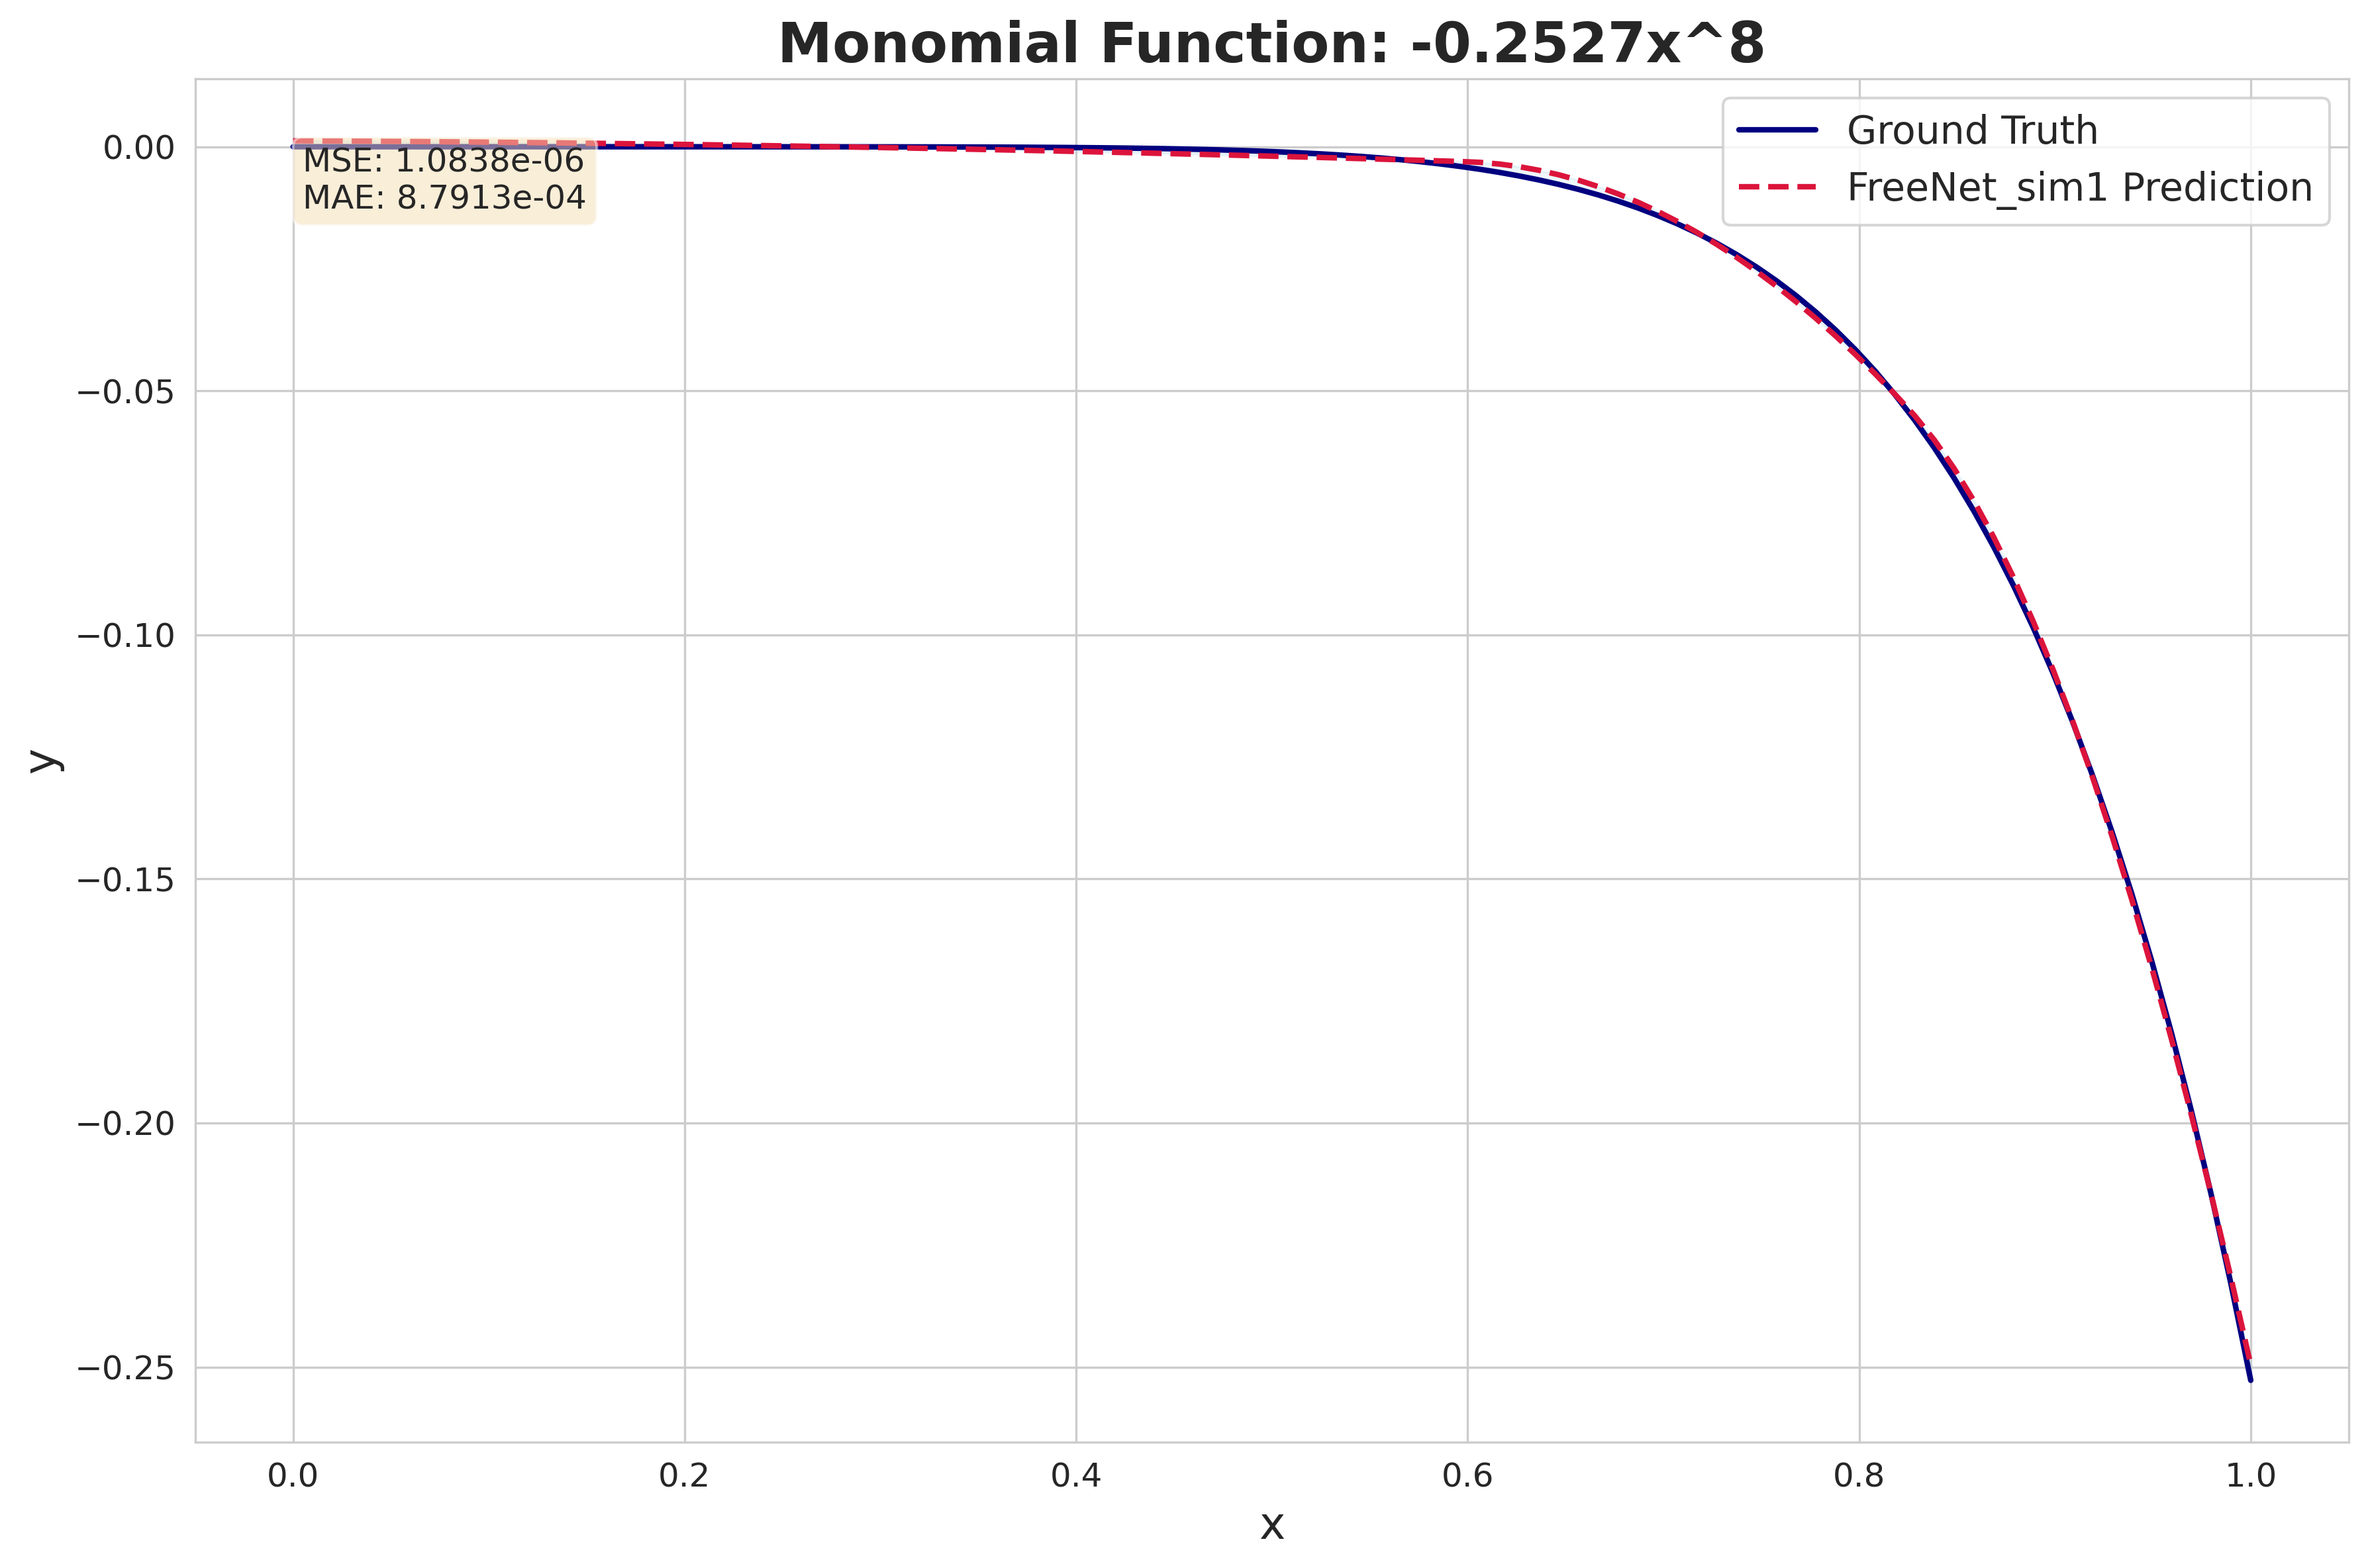 Monomial Function: -0.2527x^8
Ground Truth
FreeNet_sim1 Prediction
MSE: 1.0838e-06
MAE: 8.7913e-04
0.00
−0.05
−0.10
−0.15
−0.20
−0.25
y
0.0
0.2
0.4
0.6
0.8
1.0
x